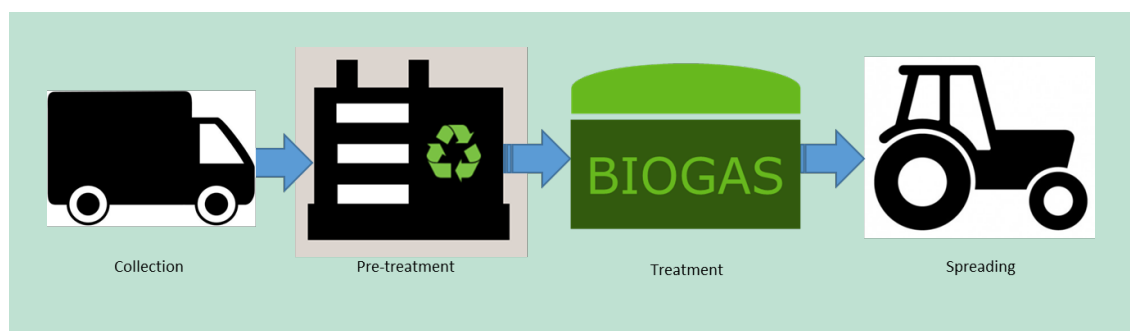 BIOGAS
Collection
Pre-treatment
Treatment
Spreading